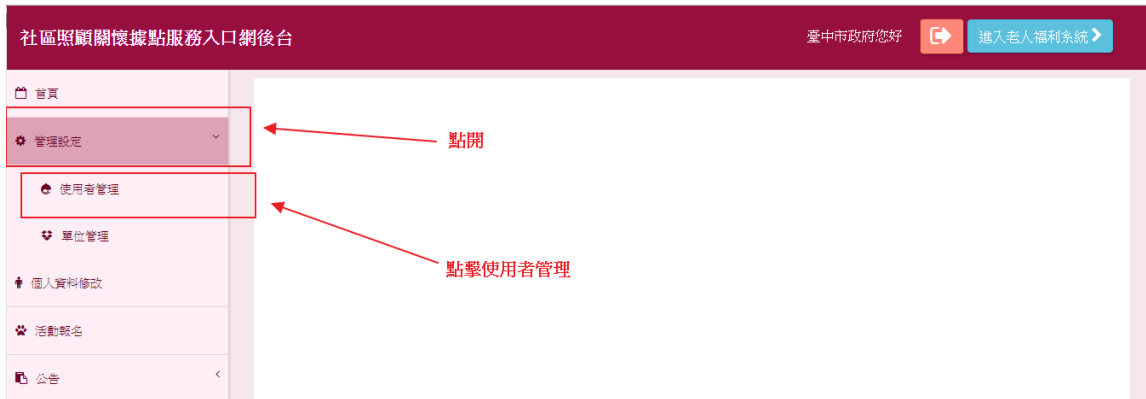 社區照顧關懷據點服務入口網後台
臺中市政府您好
進入老人福利系統
首頁
管理設定
點開
使用者管理
單位管理
點擊使用者管理
個人資料修改
活動報名
公告